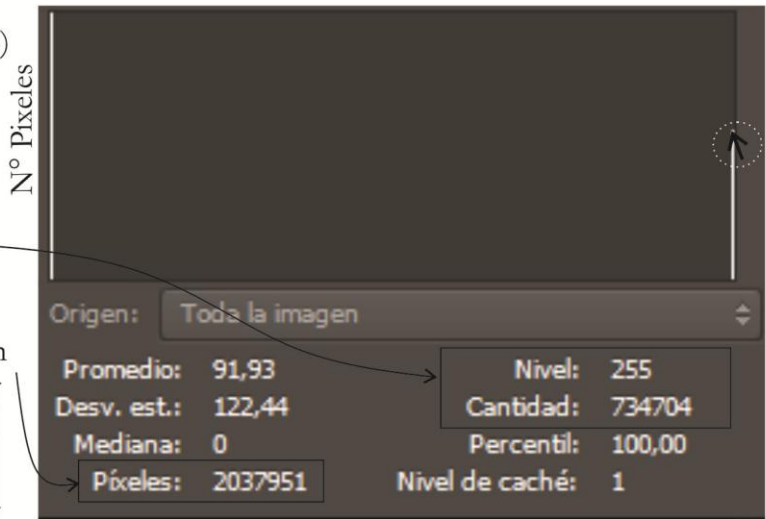 )
N° Pixeles
Origen: Toda la imagen
n
Promedio: 91,93 Nivel: 255
Desv. est.: 122,44 Cantidad: 734704
Mediana: 0 Percentil: 100,00
Píxeles: 2037951 Nivel de caché: 1